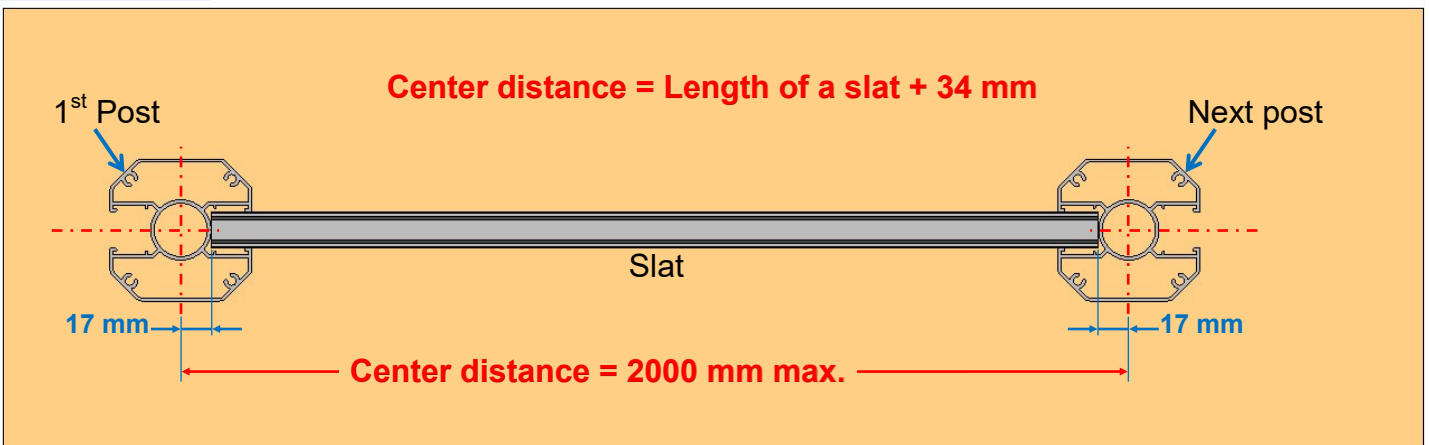 Center distance = Length of a slat + 34 mm
1st Post
Next post
Slat
17 mm
17 mm
Center distance = 2000 mm max.